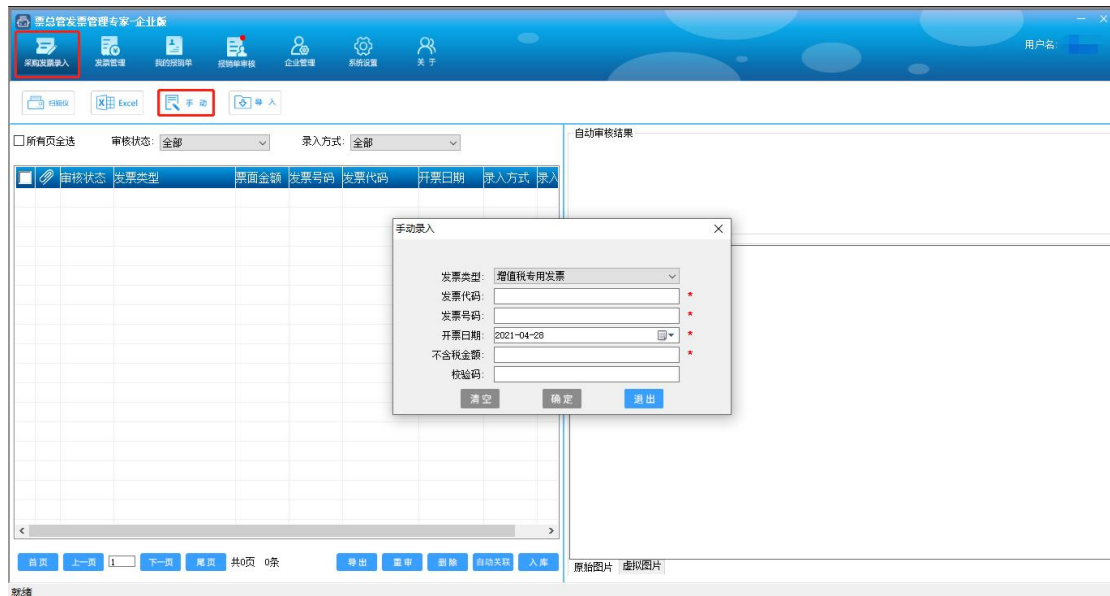 票总管发票管理专家-企业版
采购发票录入 发票管理 我的报销单 报销单审核 企业管理 系统设置 关于 用户名:
扫描仪 Excel 手动 导入
所有页全选 审核状态: 全部 录入方式: 全部 自动审核结果
审核状态 发票类型 票面金额 发票号码 发票代码 开票日期 录入方式 录入
手动录入
发票类型: 增值税专用发票
发票代码: *
发票号码: *
开票日期: 2021-04-28 *
不含税金额: *
校验码:
清空 确定 退出
首页 上一页 1 下一页 尾页 共0页 0条 导出 重审 删除 自动关联 入库
原始图片 虚拟图片
就绪